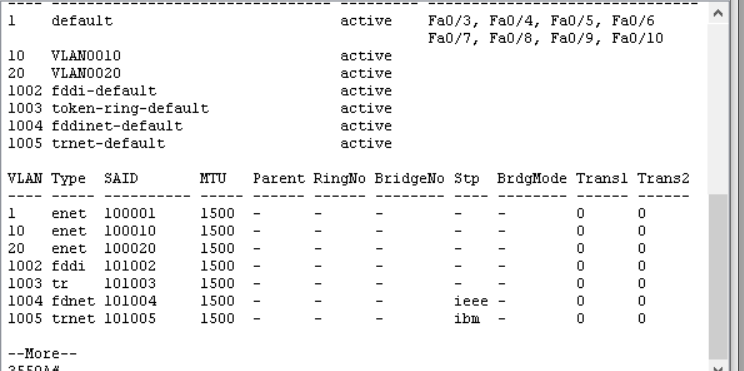 ---- -------------------------------- --------- -------------------------------
1    default                          active    Fa0/3, Fa0/4, Fa0/5, Fa0/6
                                                Fa0/7, Fa0/8, Fa0/9, Fa0/10
10   VLAN0010                         active
20   VLAN0020                         active
1002 fddi-default                     active
1003 token-ring-default               active
1004 fddinet-default                  active
1005 trnet-default                    active
VLAN Type  SAID       MTU   Parent RingNo BridgeNo Stp  BrdgMode Trans1 Trans2
---- ----- ---------- ----- ------ ------ -------- ---- -------- ------ ------
1    enet  100001     1500  -      -      -        -    -        0      0
10   enet  100010     1500  -      -      -        -    -        0      0
20   enet  100020     1500  -      -      -        -    -        0      0
1002 fddi  101002     1500  -      -      -        -    -        0      0
1003 tr    101003     1500  -      -      -        -    -        0      0
1004 fdnet 101004     1500  -      -      -        ieee -        0      0
1005 trnet 101005     1500  -      -      -        ibm  -        0      0
--More--
3550A#